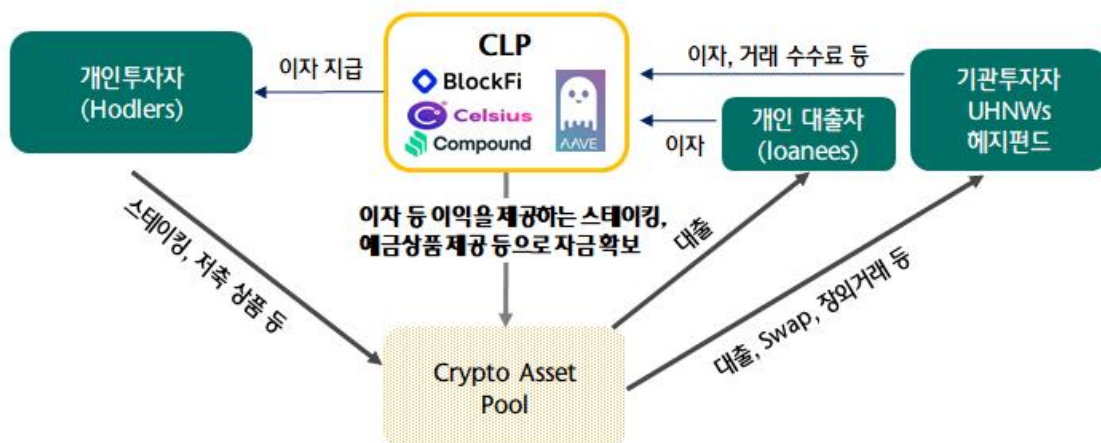 CLP
BlockFi
Celsius
Compound
AAVE
개인투자자
(Hodlers)
이자 지급
이자, 거래 수수료 등
이자
개인 대출자
(loanees)
기관투자자
UHNWs
헤지펀드
스테이킹, 저축 상품 등
이자 등 이익을 제공하는 스테이킹,
예금상품 제공 등으로 자금 확보
대출
대출, Swap, 장외거래 등
Crypto Asset
Pool